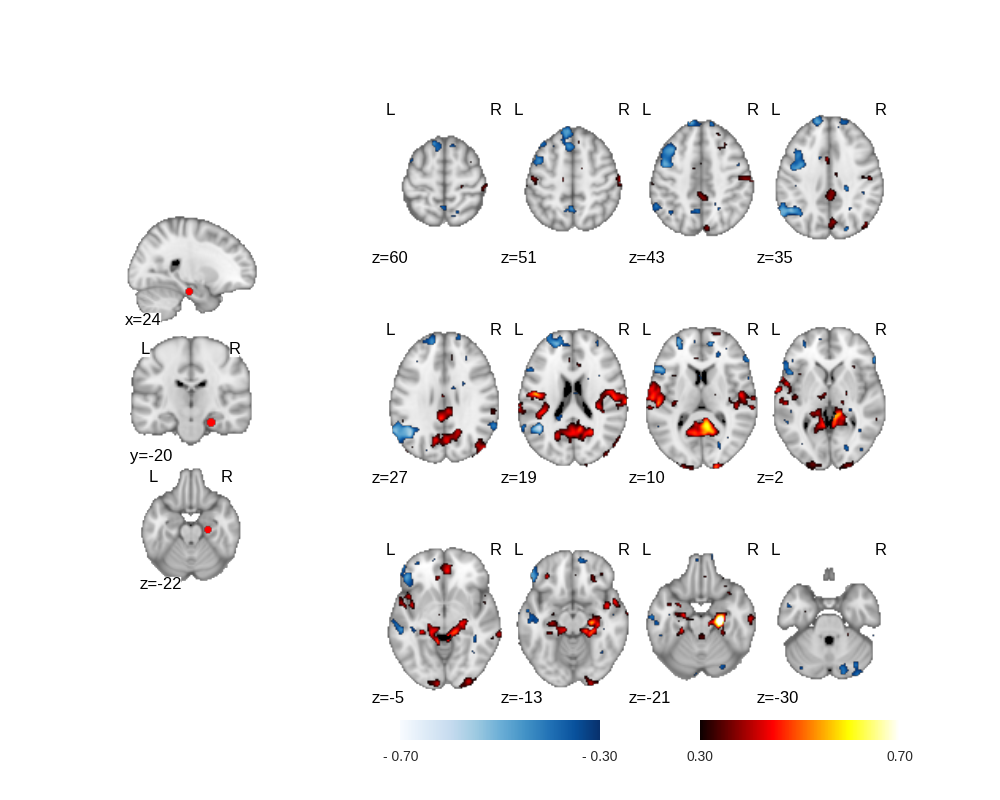 L R L R L R L R
z=60 z=51 z=43 z=35
x=24
L R
y=-20
L R L R L R L R
z=27 z=19 z=10 z=2
L R
z=-22
L R L R L R L R
z=-5 z=-13 z=-21 z=-30
- 0.70 - 0.30 0.30 0.70